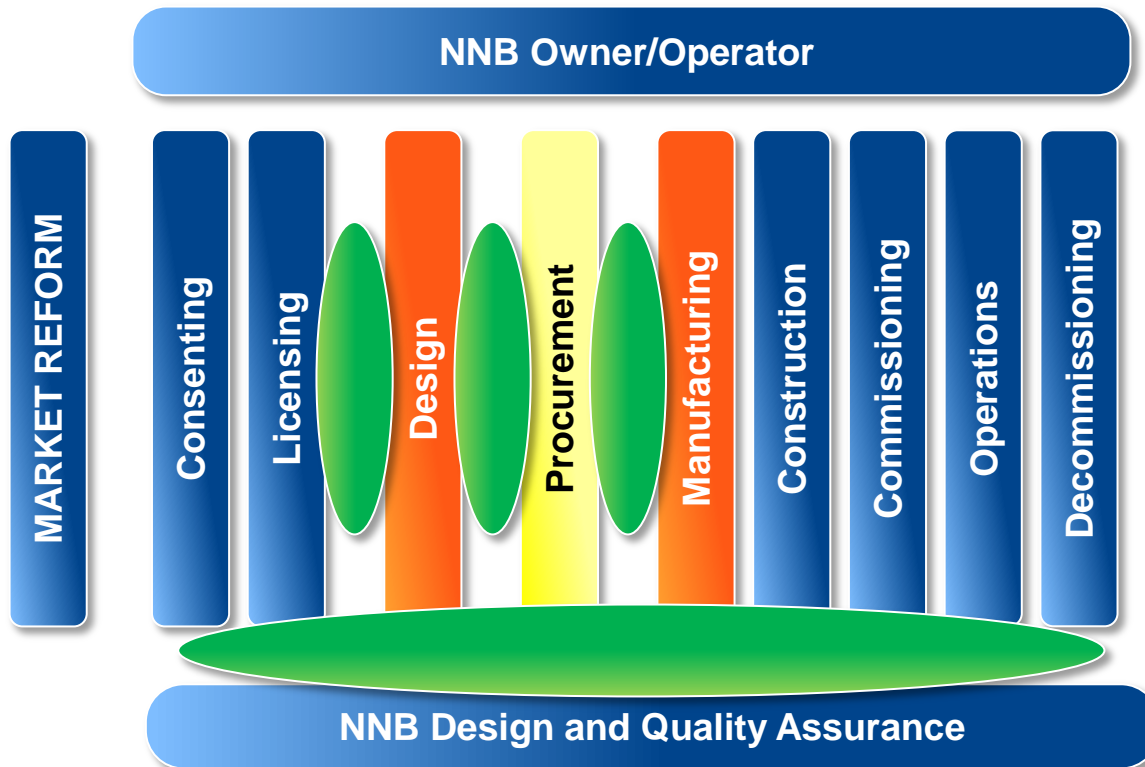 NNB Owner/Operator
MARKET REFORM
Consenting
Licensing
Design
Procurement
Manufacturing
Construction
Commissioning
Operations
Decommissioning
NNB Design and Quality Assurance